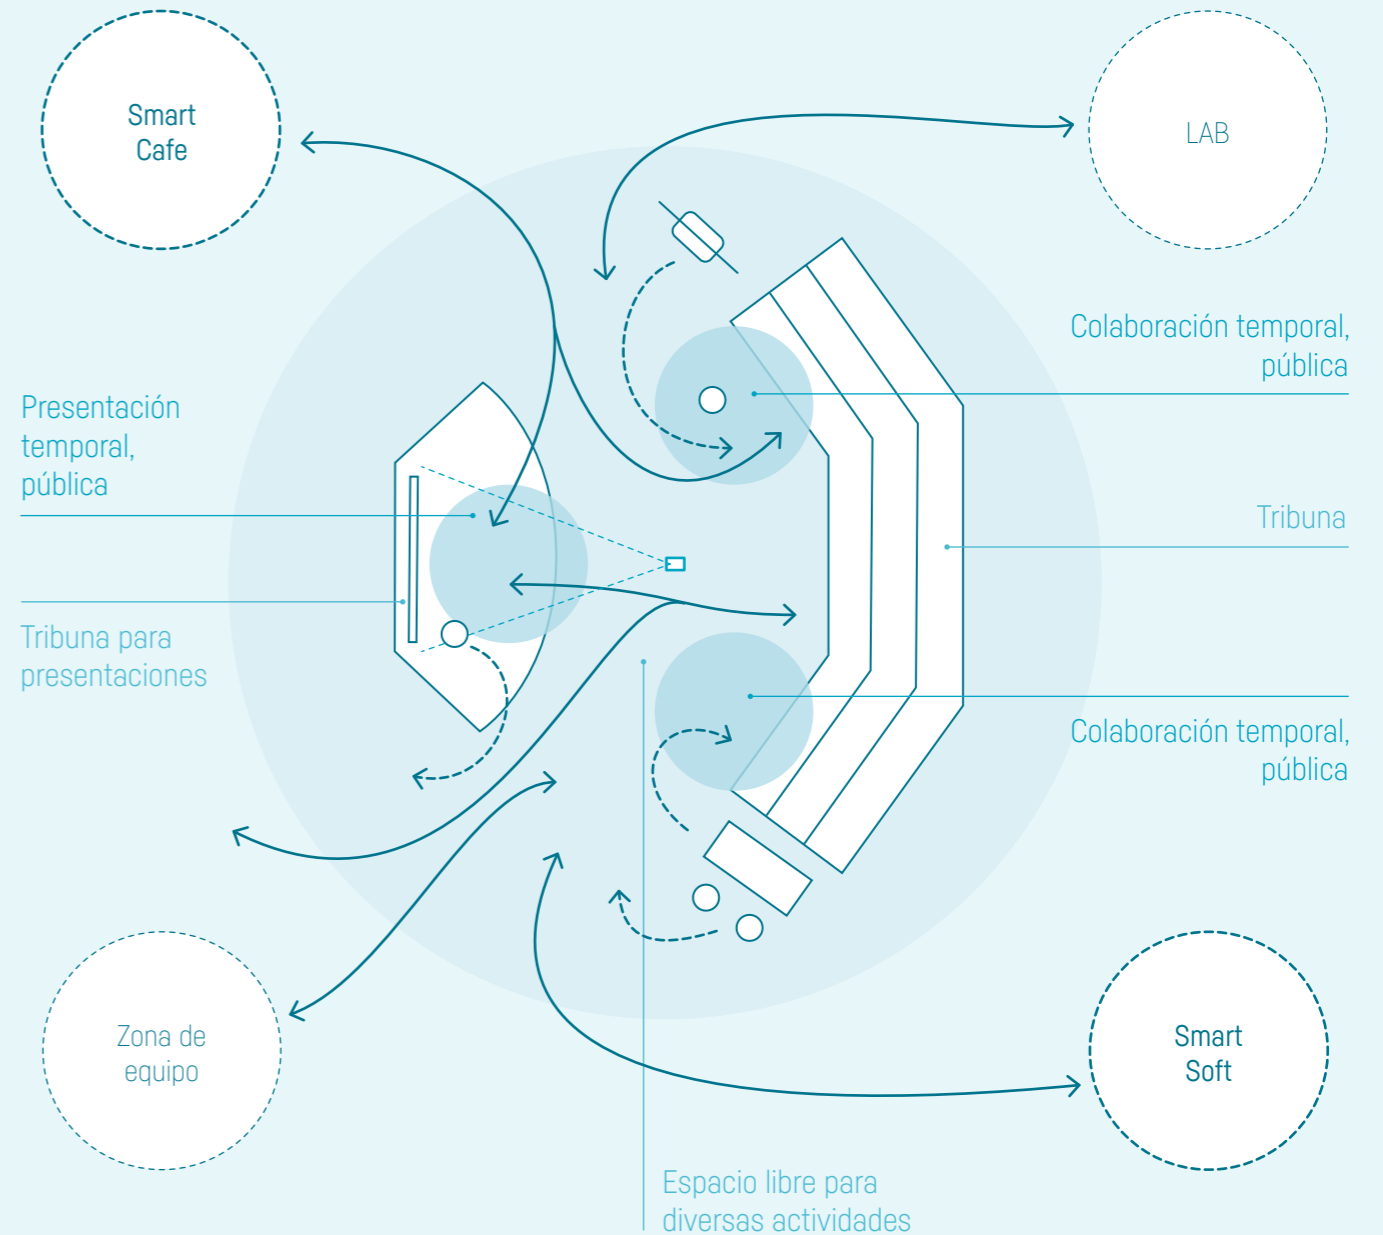 Smart
Cafe
LAB
Colaboración temporal,
pública
Presentación
temporal,
pública
Tribuna
Tribuna para
presentaciones
Colaboración temporal,
pública
Zona de
equipo
Smart
Soft
Espacio libre para
diversas actividades